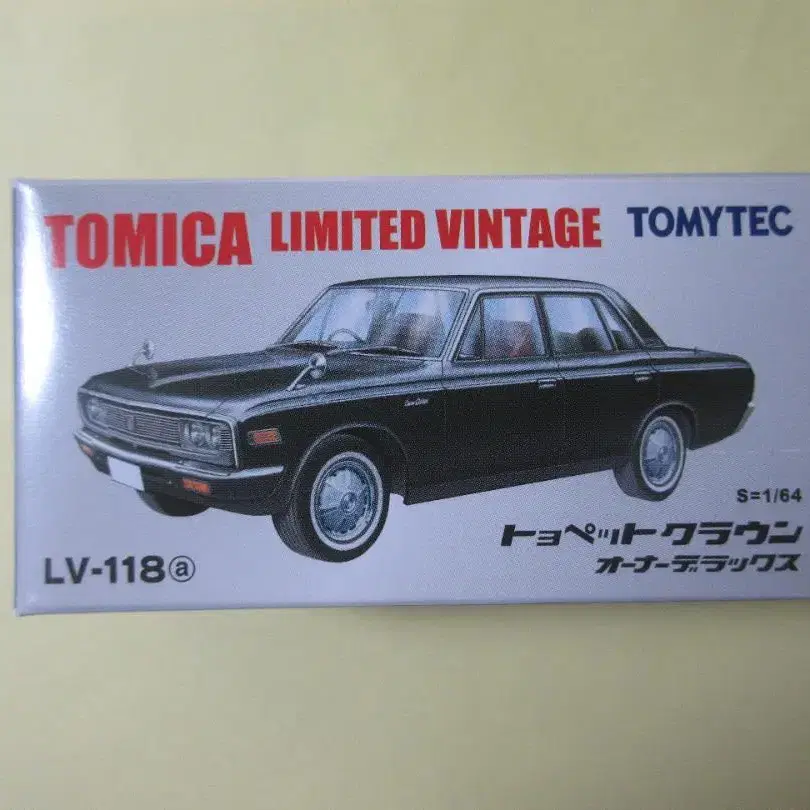 TOMICA LIMITED VINTAGE TOMYTEC
S=1/64
トヨペットクラウン
オーナーデラックス
LV-118ⓐ